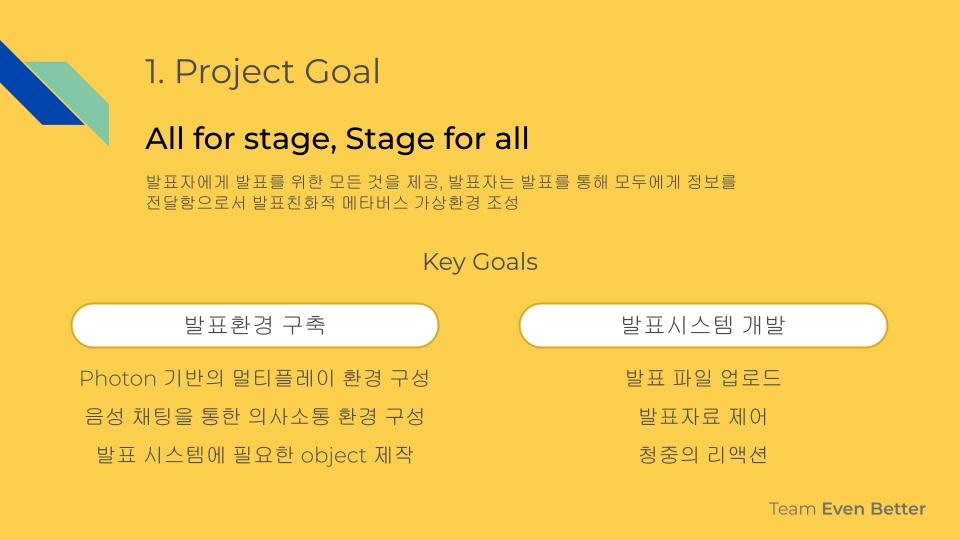 1. Project Goal
All for stage, Stage for all
발표자에게 발표를 위한 모든 것을 제공, 발표자는 발표를 통해 모두에게 정보를
전달함으로서 발표친화적 메타버스 가상환경 조성
Key Goals
발표환경 구축
Photon 기반의 멀티플레이 환경 구성
음성 채팅을 통한 의사소통 환경 구성
발표 시스템에 필요한 object 제작
발표시스템 개발
발표 파일 업로드
발표자료 제어
청중의 리액션
Team Even Better